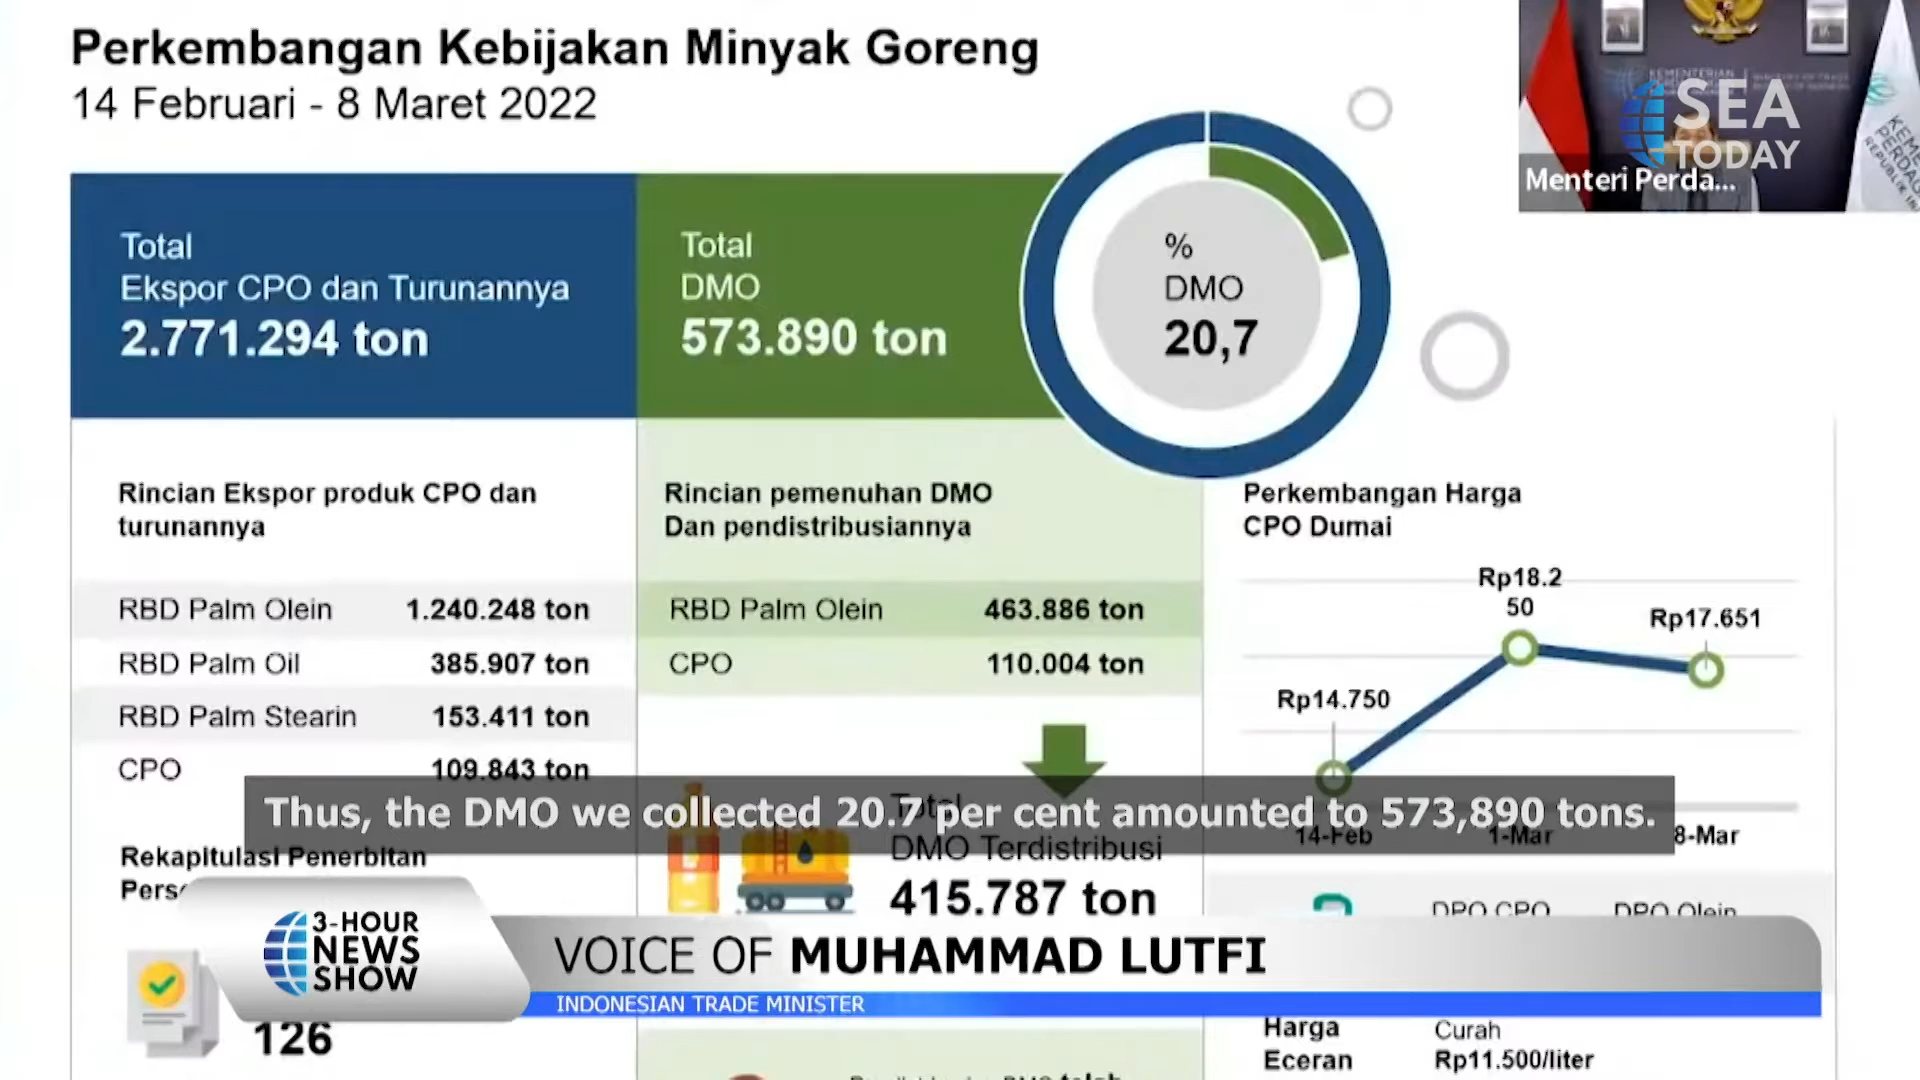 Perkembangan Kebijakan Minyak Goreng
14 Februari - 8 Maret 2022
SEA
TODAY
Menteri Perda...
Total
Ekspor CPO dan Turunannya
2.771.294 ton
Total
DMO
573.890 ton
%
DMO
20,7
Rincian Ekspor produk CPO dan
turunannya
RBD Palm Olein 1.240.248 ton
RBD Palm Oil 385.907 ton
RBD Palm Stearin 153.411 ton
CPO 109.843 ton
Rincian pemenuhan DMO
Dan pendistribusiannya
RBD Palm Olein 463.886 ton
CPO 110.004 ton
Perkembangan Harga
CPO Dumai
Rp18.2
50
Rp17.651
Rp14.750
14-Feb 1-Mar 8-Mar
Thus, the DMO we collected 20.7 per cent amounted to 573,890 tons.
Total
DMO Terdistribusi
415.787 ton
Rekapitulasi Penerbitan
126
DPO CPO DPO Olein
3-HOUR
NEWS
SHOW
VOICE OF MUHAMMAD LUTFI
INDONESIAN TRADE MINISTER
Harga
Eceran
Curah
Rp11.500/liter